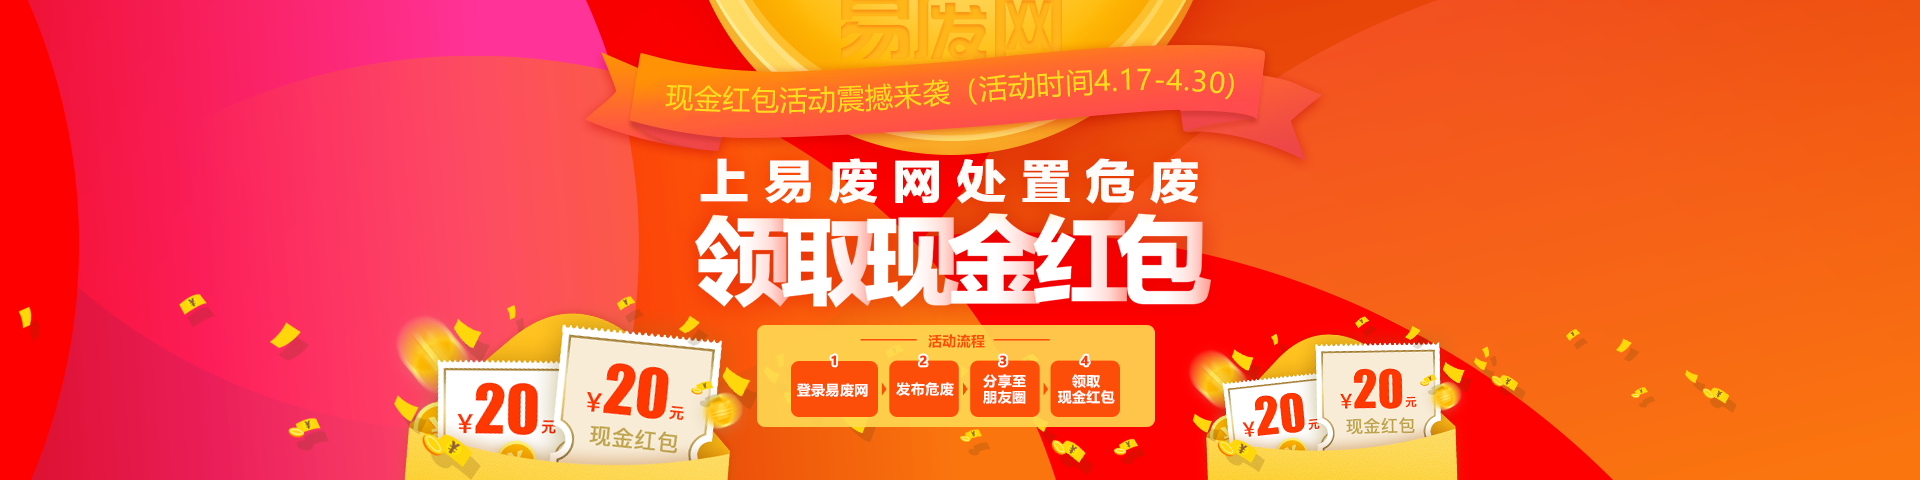 易废网
现金红包活动震撼来袭（活动时间4.17-4.30)
上易废网处置危废
领取现金红包
活动流程
1
登录易废网
2
发布危废
3
分享至
朋友圈
4
领取
现金红包
¥20元
¥20元
现金红包
¥20元
¥20元
现金红包